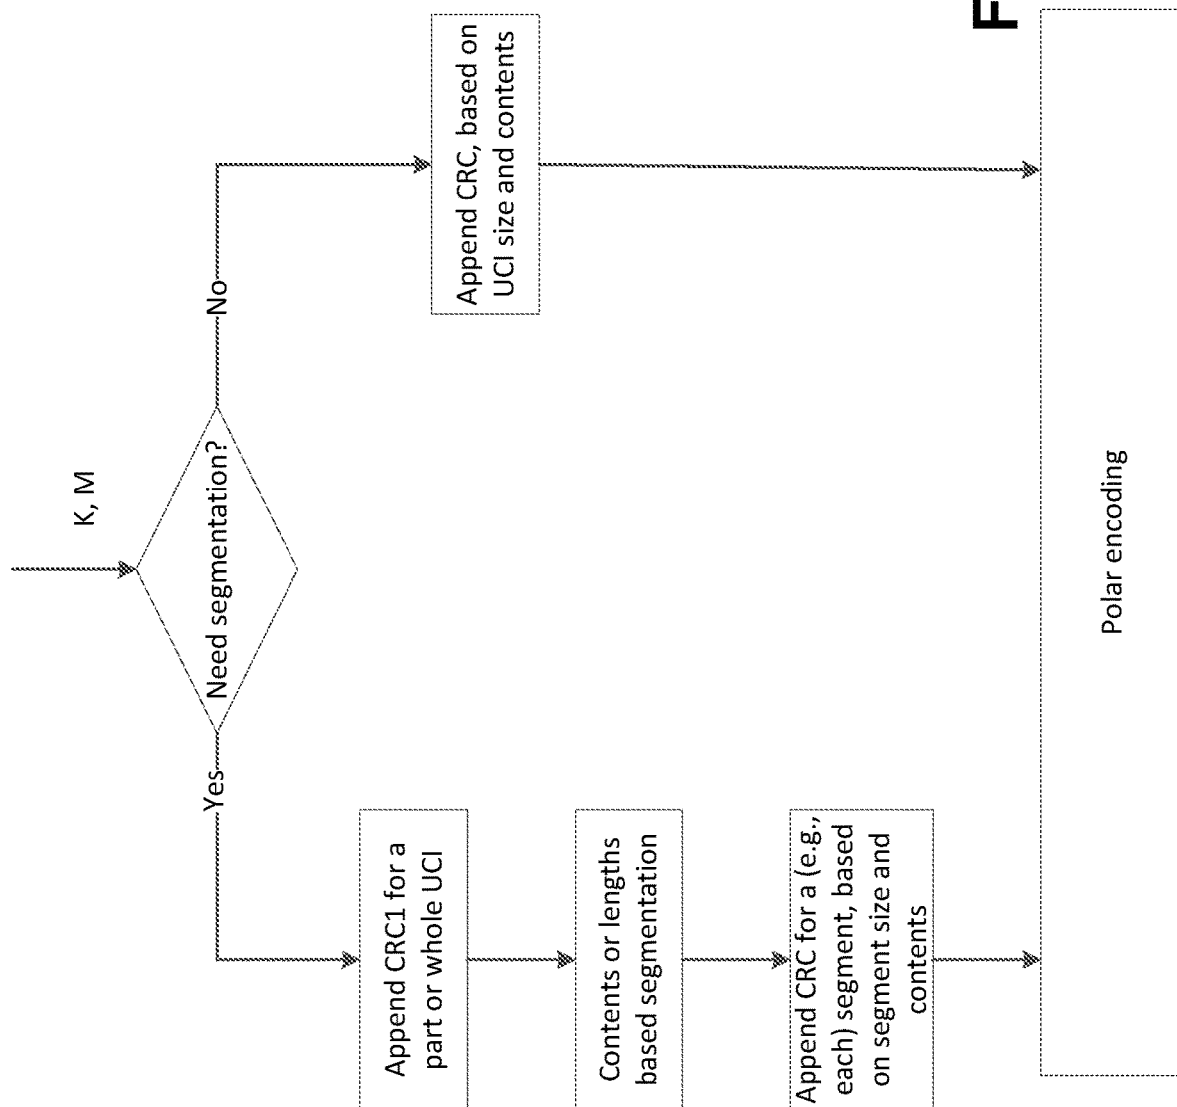 K, M
Need segmentation?
Yes
No
Append CRC1 for a
part or whole UCI
Contents or lengths
based segmentation
Append CRC for a (e.g.,
each) segment, based
on segment size and
contents
Append CRC, based on
UCI size and contents
Polar encoding
F